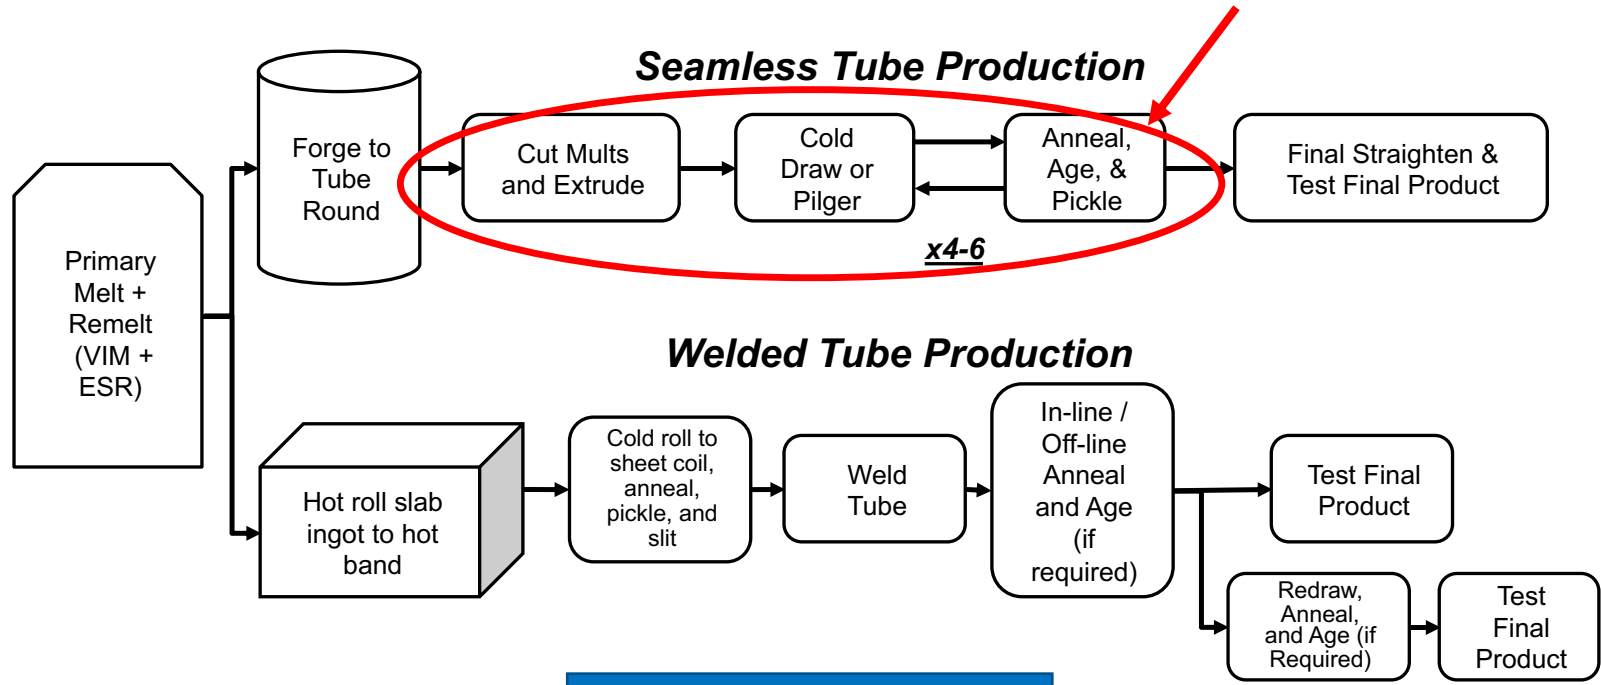 Seamless Tube Production
Primary
Melt +
Remelt
(VIM +
ESR)
Forge to
Tube
Round
Cut Mults
and Extrude
Cold
Draw or
Pilger
Anneal,
Age, &
Pickle
x4-6
Final Straighten &
Test Final Product
Welded Tube Production
Hot roll slab
ingot to hot
band
Cold roll to
sheet coil,
anneal,
pickle, and
slit
Weld
Tube
In-line /
Off-line
Anneal
and Age
(if
required)
Test Final
Product
Redraw,
Anneal,
and Age (if
Required)
Test
Final
Product